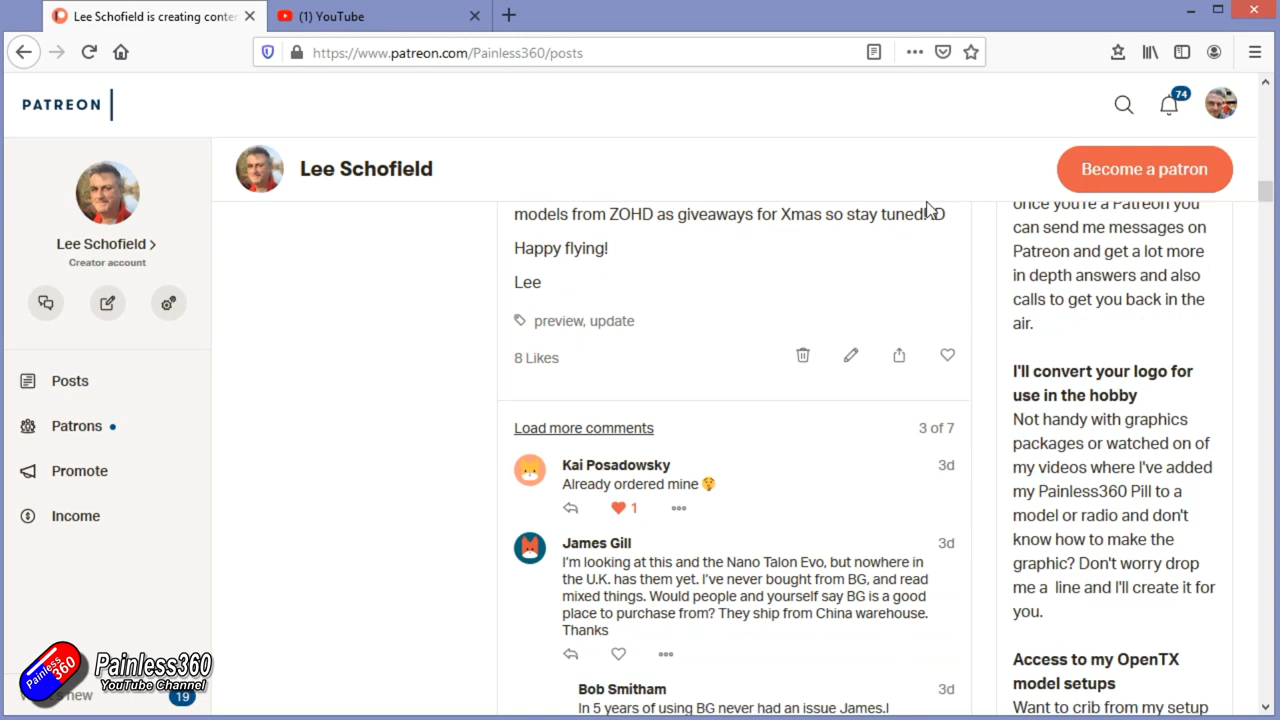 Lee Schofield is creating conte
(1) YouTube
https://www.patreon.com/Painless360/posts
PATREON
74
Lee Schofield
Become a patron
Lee Schofield
Creator account
Posts
Patrons
Promote
Income
new
19
Painless360
Painless360
YouTube Channel
models from ZOHD as giveaways for Xmas so stay tuned! D
Happy flying!
Lee
preview, update
8 Likes
Load more comments
3 of 7
Kai Posadowsky
3d
Already ordered mine
1
James Gill
3d
I'm looking at this and the Nano Talon Evo, but nowhere in
the U.K. has them yet. I've never bought from BG, and read
mixed things. Would people and yourself say BG is a good
place to purchase from? They ship from China warehouse.
Thanks
Bob Smitham
3d
In 5 years of using BG never had an issue James.I
once you're a Patreon you
can send me messages on
Patreon and get a lot more
in depth answers and also
calls to get you back in the
air.
I'll convert your logo for
use in the hobby
Not handy with graphics
packages or watched on of
my videos where I've added
my Painless360 Pill to a
model or radio and don't
know how to make the
graphic? Don't worry drop
me a line and I'll create it for
you.
Access to my OpenTX
model setups
Want to crib from my setup